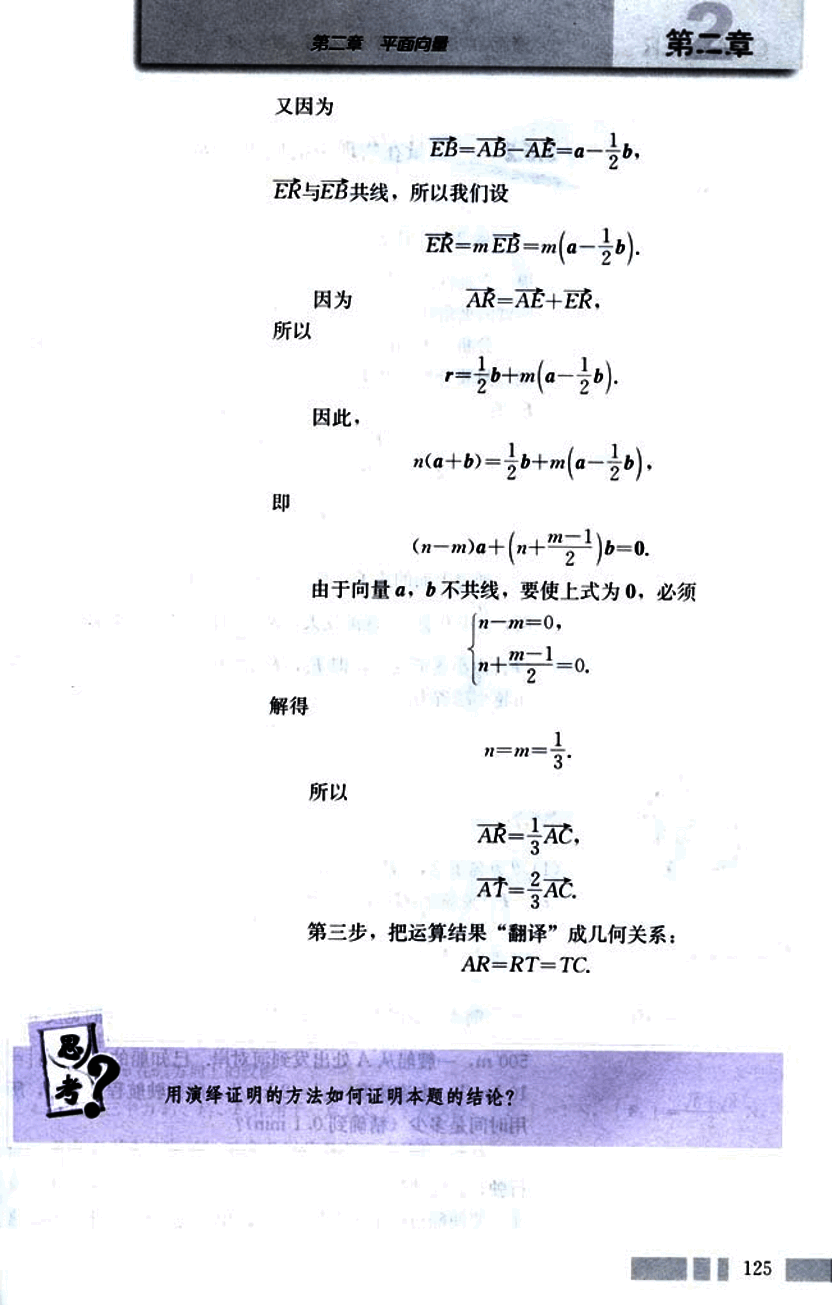 第二章 平面向量
第二章
又因为
$\overrightarrow{EB}=\overrightarrow{AB}-\overrightarrow{AE}=\boldsymbol{a}-\frac{1}{2}\boldsymbol{b}$,
$\overrightarrow{ER}$与$\overrightarrow{EB}$共线，所以我们设
$\overrightarrow{ER}=m\overrightarrow{EB}=m\left(\boldsymbol{a}-\frac{1}{2}\boldsymbol{b}\right)$.
因为 $\overrightarrow{AR}=\overrightarrow{AE}+\overrightarrow{ER}$,
所以
$\boldsymbol{r}=\frac{1}{2}\boldsymbol{b}+m\left(\boldsymbol{a}-\frac{1}{2}\boldsymbol{b}\right)$.
因此，
$n(\boldsymbol{a}+\boldsymbol{b})=\frac{1}{2}\boldsymbol{b}+m\left(\boldsymbol{a}-\frac{1}{2}\boldsymbol{b}\right)$,
即
$(n-m)\boldsymbol{a}+\left(n+\frac{m-1}{2}\right)\boldsymbol{b}=\boldsymbol{0}$.
由于向量 a，b 不共线，要使上式为 0，必须
$\begin{cases}n-m=0,\\n+\frac{m-1}{2}=0.\end{cases}$
解得
$n=m=\frac{1}{3}$.
所以
$\overrightarrow{AR}=\frac{1}{3}\overrightarrow{AC}$,
$\overrightarrow{AT}=\frac{2}{3}\overrightarrow{AC}$.
第三步，把运算结果“翻译”成几何关系：
AR=RT=TC.
思考？
用演绎证明的方法如何证明本题的结论？
125